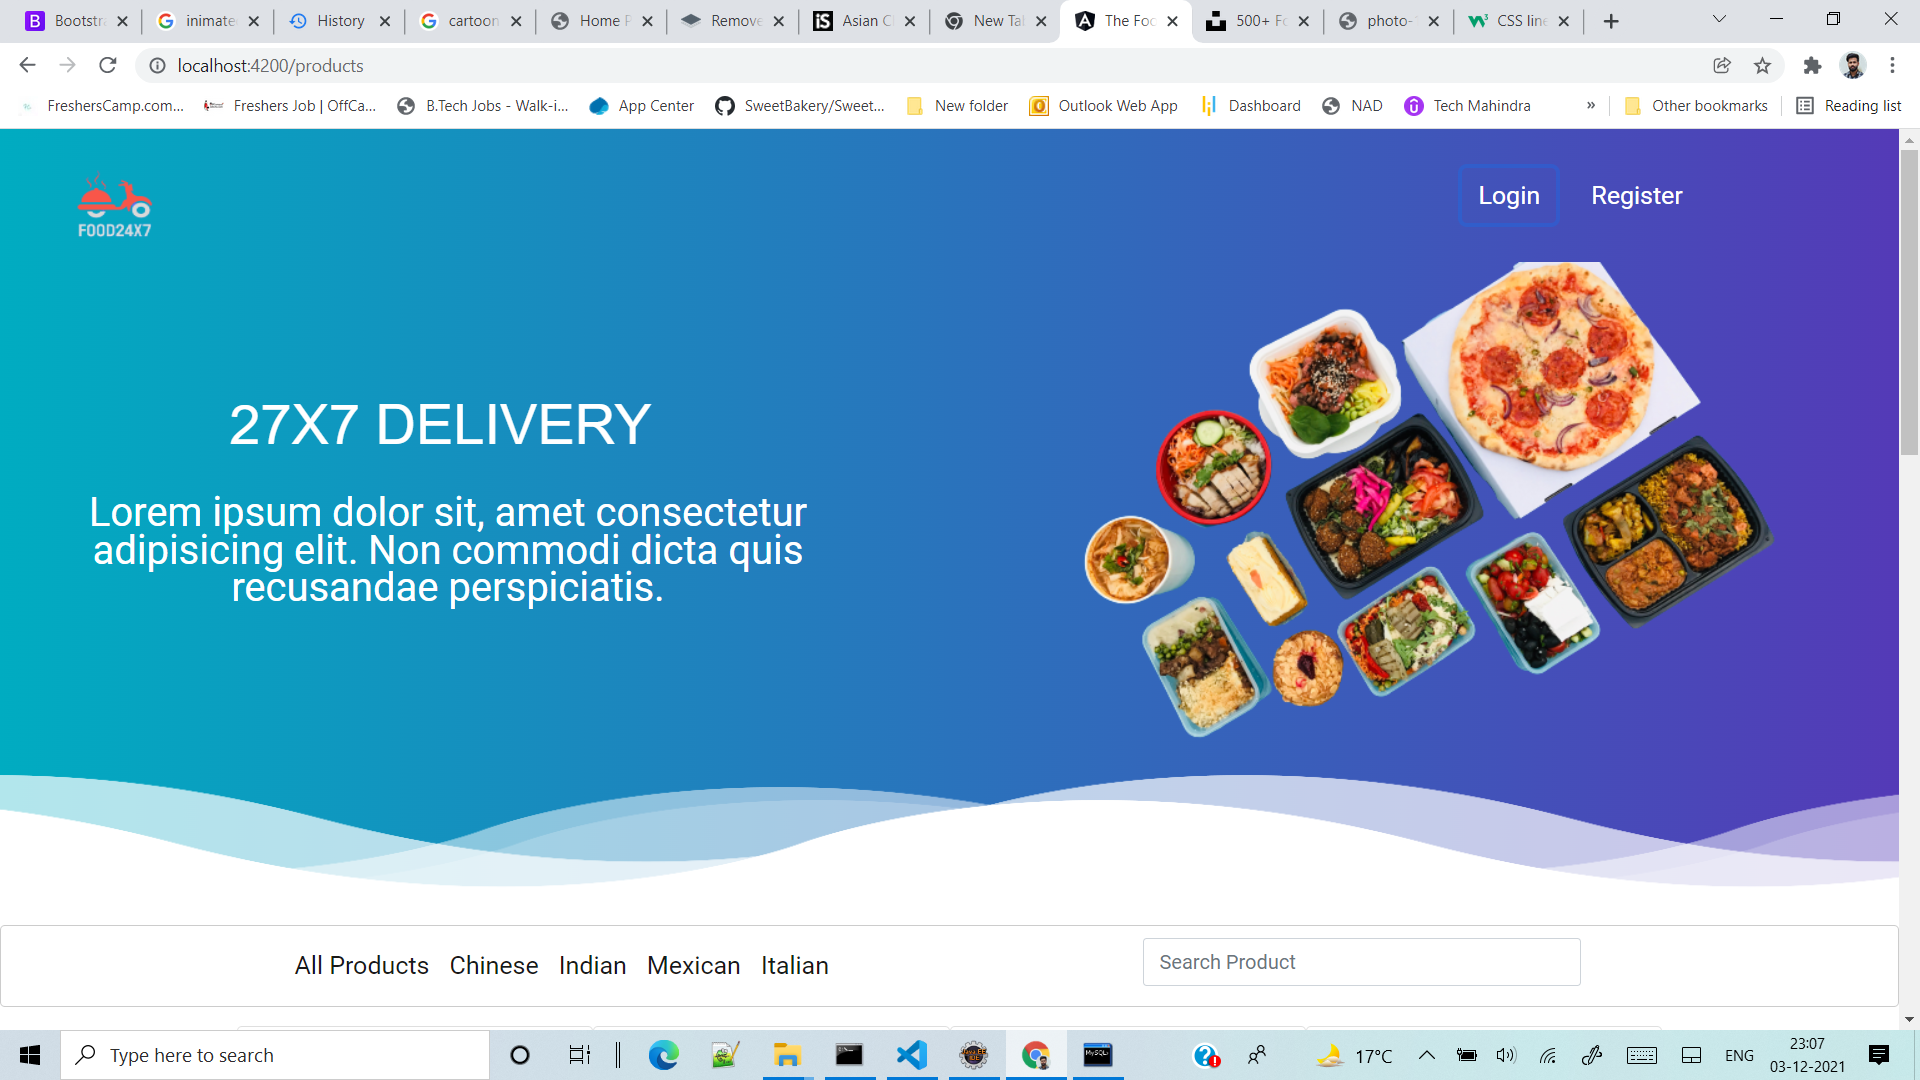 Bootstr
inimate
History
cartoon
Home P
Remove
Asian C
New Tab
The Foo
500+ Fo
photo-
CSS line
localhost:4200/products
FreshersCamp.com...
Freshers Job | OffCa...
B.Tech Jobs - Walk-i...
App Center
SweetBakery/Sweet...
New folder
Outlook Web App
Dashboard
NAD
Tech Mahindra
»
Other bookmarks
Reading list
FOOD24X7
Login
Register
27X7 DELIVERY
Lorem ipsum dolor sit, amet consectetur
adipisicing elit. Non commodi dicta quis
recusandae perspiciatis.
All Products Chinese Indian Mexican Italian
Search Product
Type here to search
17°C
ENG
23:07
03-12-2021